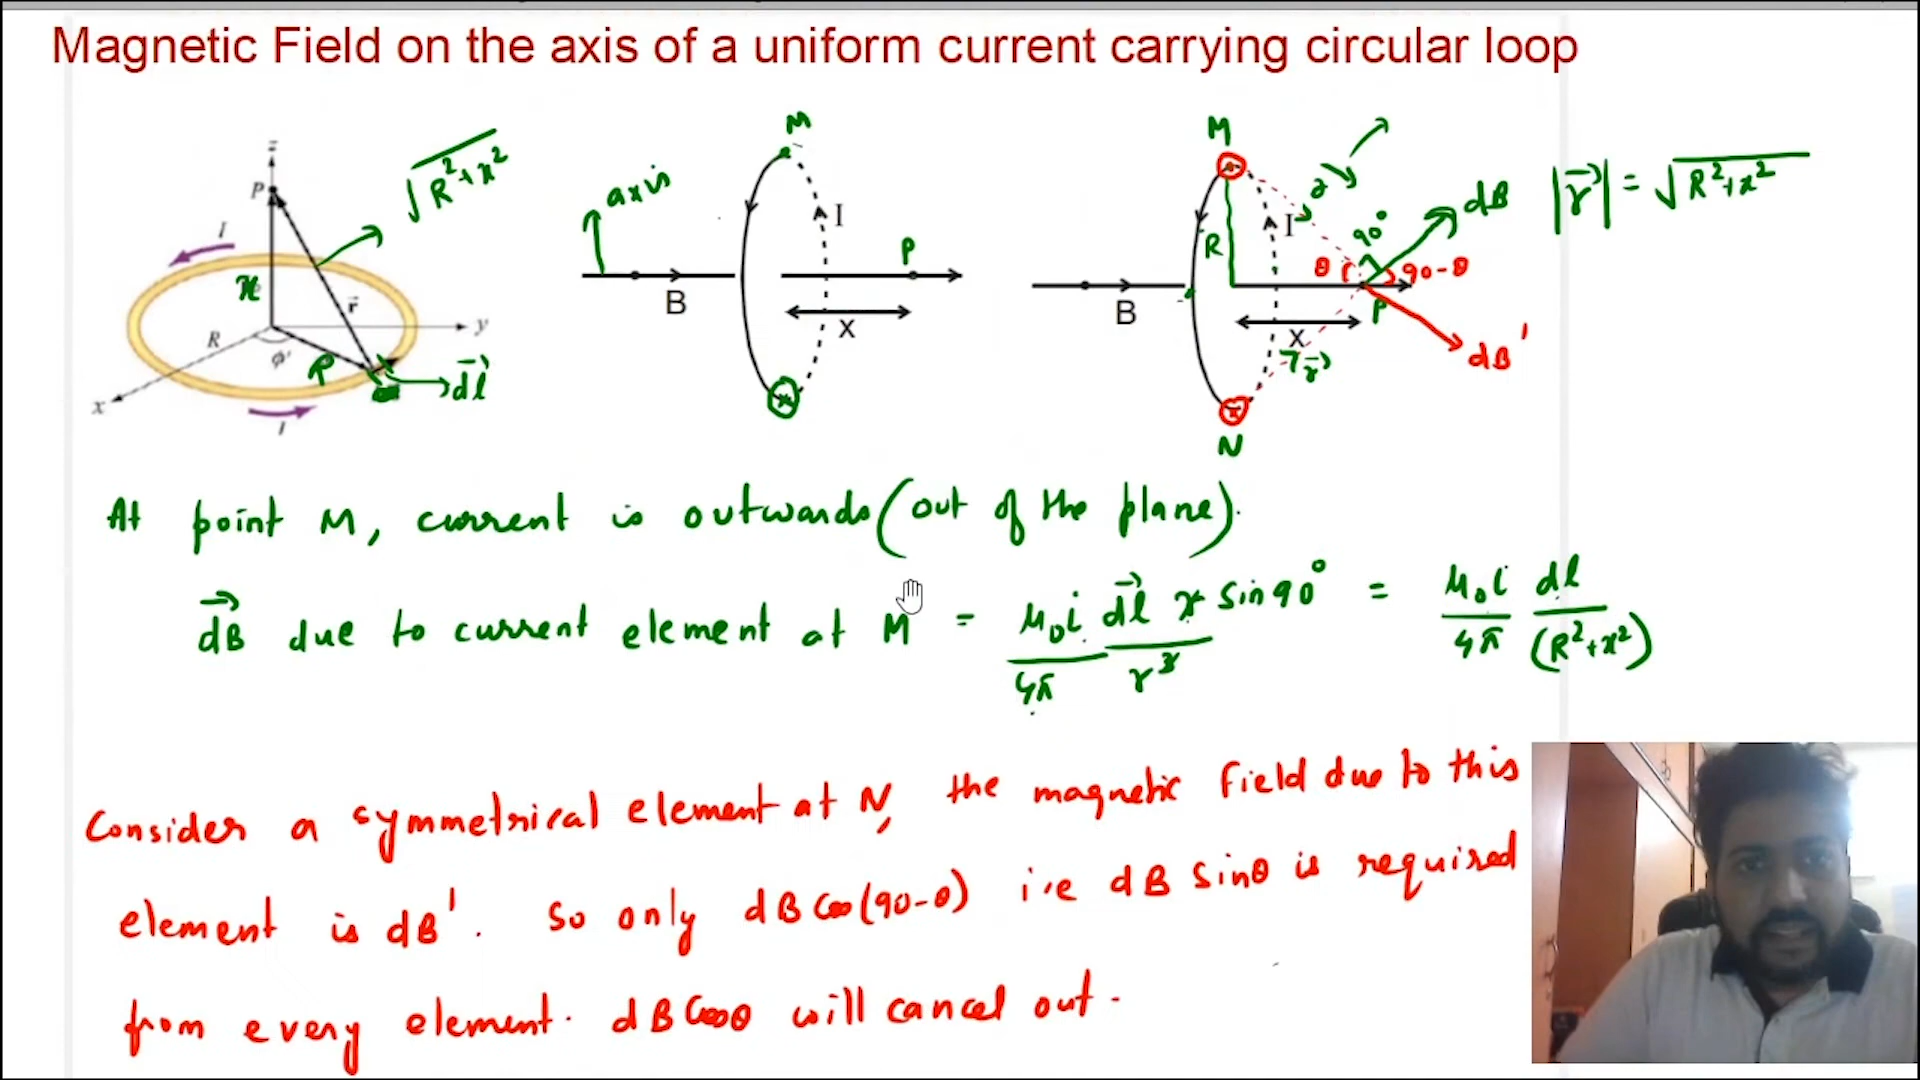 Magnetic Field on the axis of a uniform current carrying circular loop
z
P
√R²+x²
I
x
r⃗
R
φ'
y
x
dl⃗
I
axis
M
I
P
B
x
M
r⃗
R
I
90°
dB
θ
90-θ
P
B
x
r⃗
dB'
N
|r⃗| = √R²+x²
At point M, current is outwards (out of the plane).
dB⃗ due to current element at M = μ₀i/4π dl⃗ r sin90°/r³ = μ₀i/4π dl/(R²+x²)
Consider a symmetrical element at N, the magnetic field due to this
element is dB'. So only dB cos(90-θ) i.e dB sinθ is required
from every element. dB cosθ will cancel out.